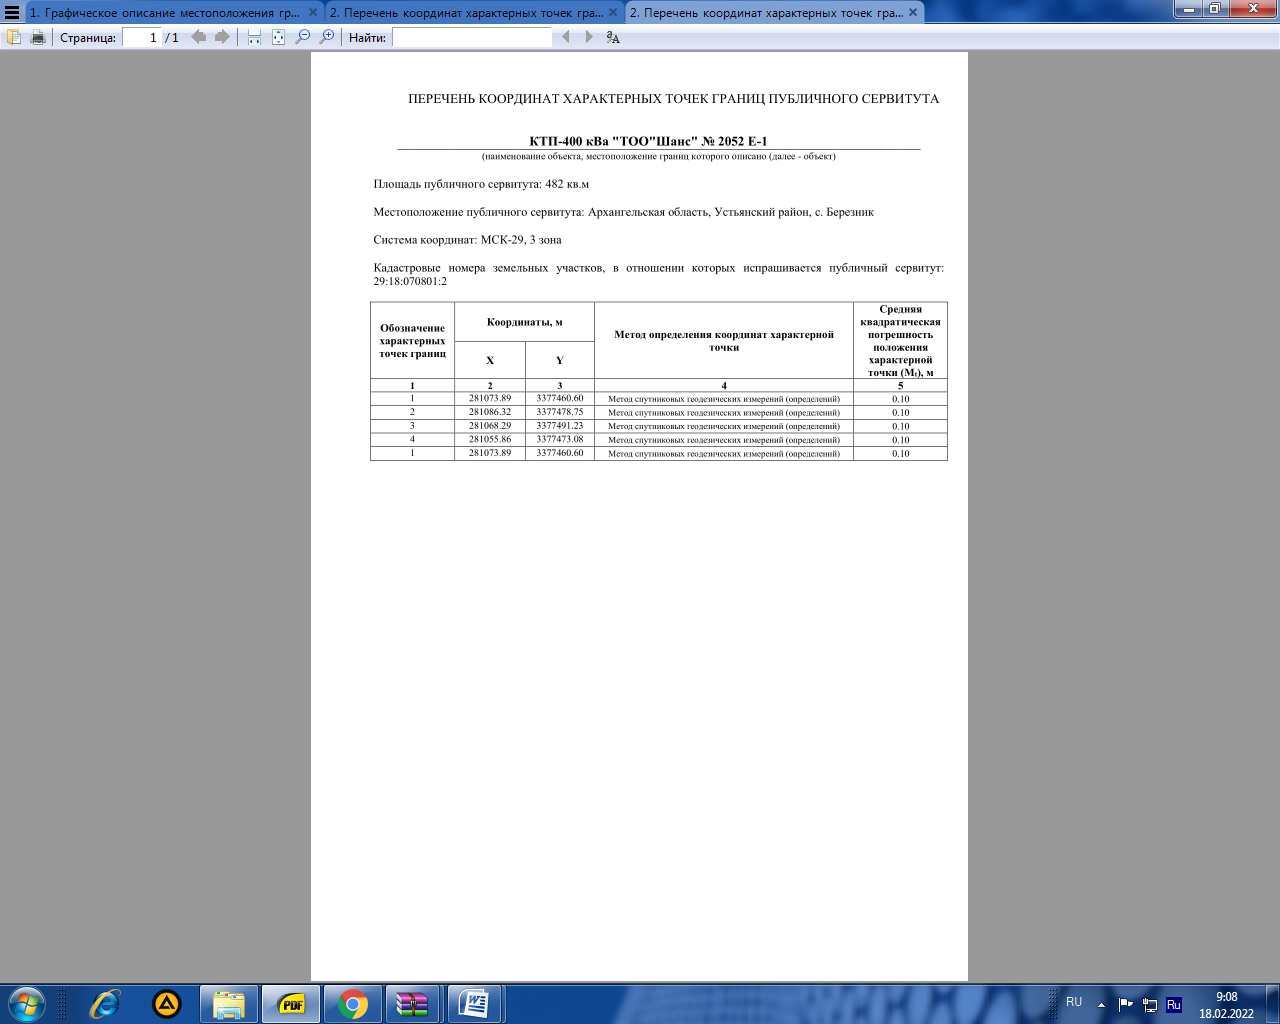 1. Графическое описание местоположения гр...
2. Перечень координат характерных точек гра...
2. Перечень координат характерных точек гра...
Страница: 1 / 1 Найти:
ПЕРЕЧЕНЬ КООРДИНАТ ХАРАКТЕРНЫХ ТОЧЕК ГРАНИЦ ПУБЛИЧНОГО СЕРВИТУТА
КТП-400 кВа "ТОО"Шанс" № 2052 Е-1
(наименование объекта, местоположение границ которого описано (далее - объект)
Площадь публичного сервитута: 482 кв.м
Местоположение публичного сервитута: Архангельская область, Устьянский район, с. Березник
Система координат: МСК-29, 3 зона
Кадастровые номера земельных участков, в отношении которых испрашивается публичный сервитут:
29:18:070801:2
Обозначение
характерных
точек границ
Координаты, м
X Y
Метод определения координат характерной
точки
Средняя
квадратическая
погрешность
положения
характерной
точки (Mt), м
1 2 3 4 5
1 281073.89 3377460.60 Метод спутниковых геодезических измерений (определений) 0.10
2 281086.32 3377478.75 Метод спутниковых геодезических измерений (определений) 0.10
3 281068.29 3377491.23 Метод спутниковых геодезических измерений (определений) 0.10
4 281055.86 3377473.08 Метод спутниковых геодезических измерений (определений) 0.10
1 281073.89 3377460.60 Метод спутниковых геодезических измерений (определений) 0.10
PDF
RU
Ru
9:08
18.02.2022